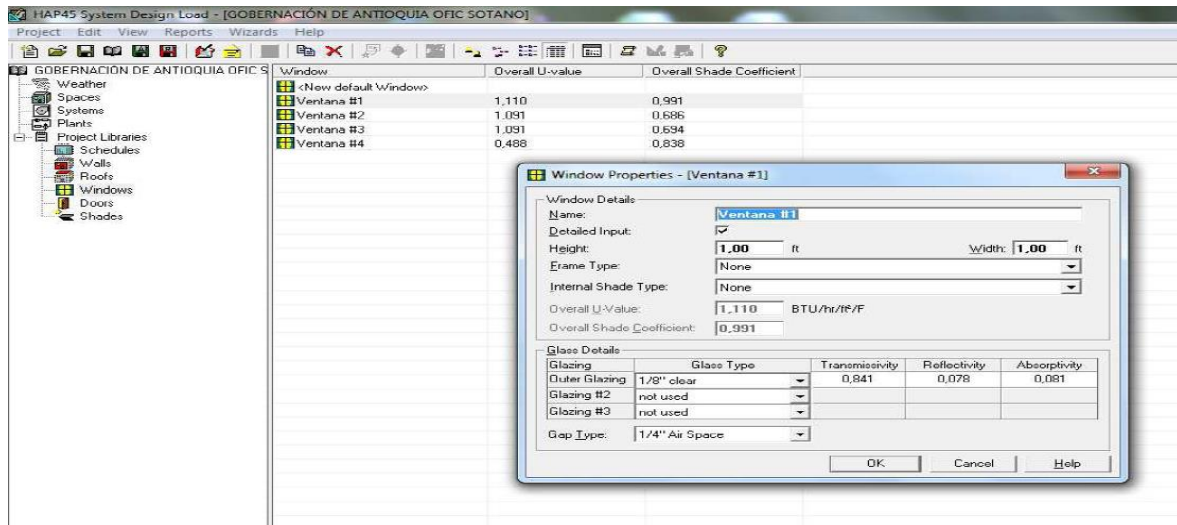 HAP45 System Design Load - [GOBERNACIÓN DE ANTIOQUIA OFIC SOTANO]
Project Edit View Reports Wizards Help
GOBERNACIÓN DE ANTIOQUIA OFIC S
Weather
Spaces
Systems
Plants
Project Libraries
Schedules
Walls
Roofs
Windows
Doors
Shades
Window Overall U-value Overall Shade Coefficient
<New default Window>
Ventana #1 1,110 0,991
Ventana #2 1,091 0,686
Ventana #3 1,091 0,694
Ventana #4 0,488 0,838
Window Properties - [Ventana #1]
Window Details
Name: Ventana #1
Detailed Input:
Height: 1,00 ft Width: 1,00 ft
Frame Type: None
Internal Shade Type: None
Overall U-Value: 1,110 BTU/hr/ft²/F
Overall Shade Coefficient: 0,991
Glass Details
Glazing Glass Type Transmissivity Reflectivity Absorptivity
Outer Glazing 1/8" clear 0,841 0,078 0,081
Glazing #2 not used
Glazing #3 not used
Gap Type: 1/4" Air Space
OK Cancel Help